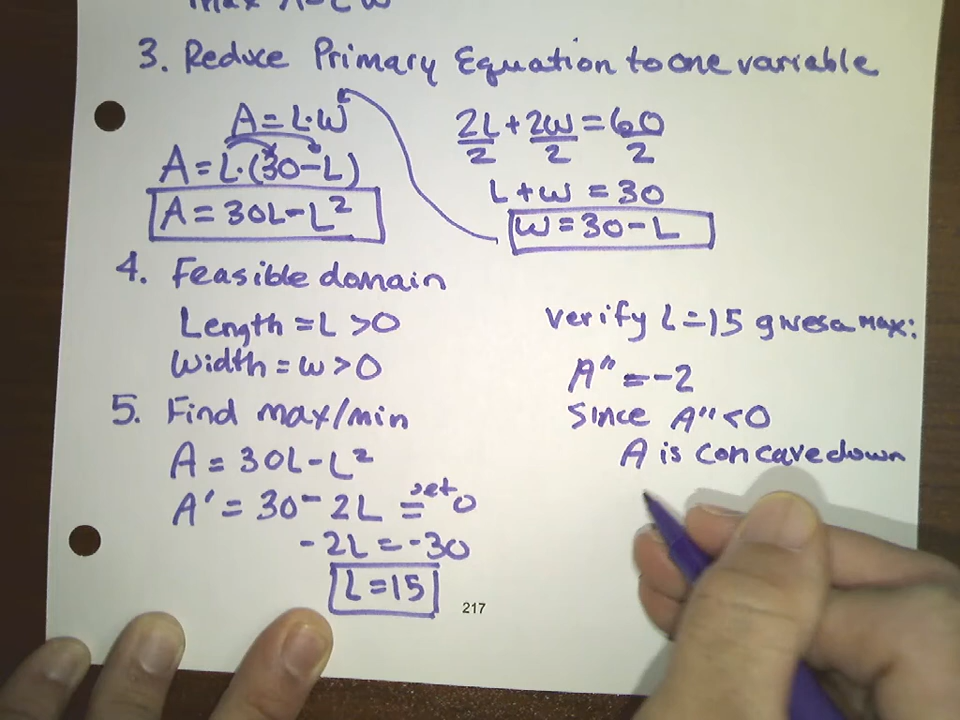 Max A = L W
3. Reduce Primary Equation to one variable
A = L·W
A = L·(30 - L)
A = 30L - L²
2L/2 + 2W/2 = 60/2
L + W = 30
W = 30 - L
4. Feasible domain
Length = L > 0
Width = W > 0
5. Find max/min
A = 30L - L²
A' = 30 - 2L set = 0
-2L = -30
L = 15
Verify L = 15 gives a max:
A" = -2
Since A" < 0
A is concave down
217